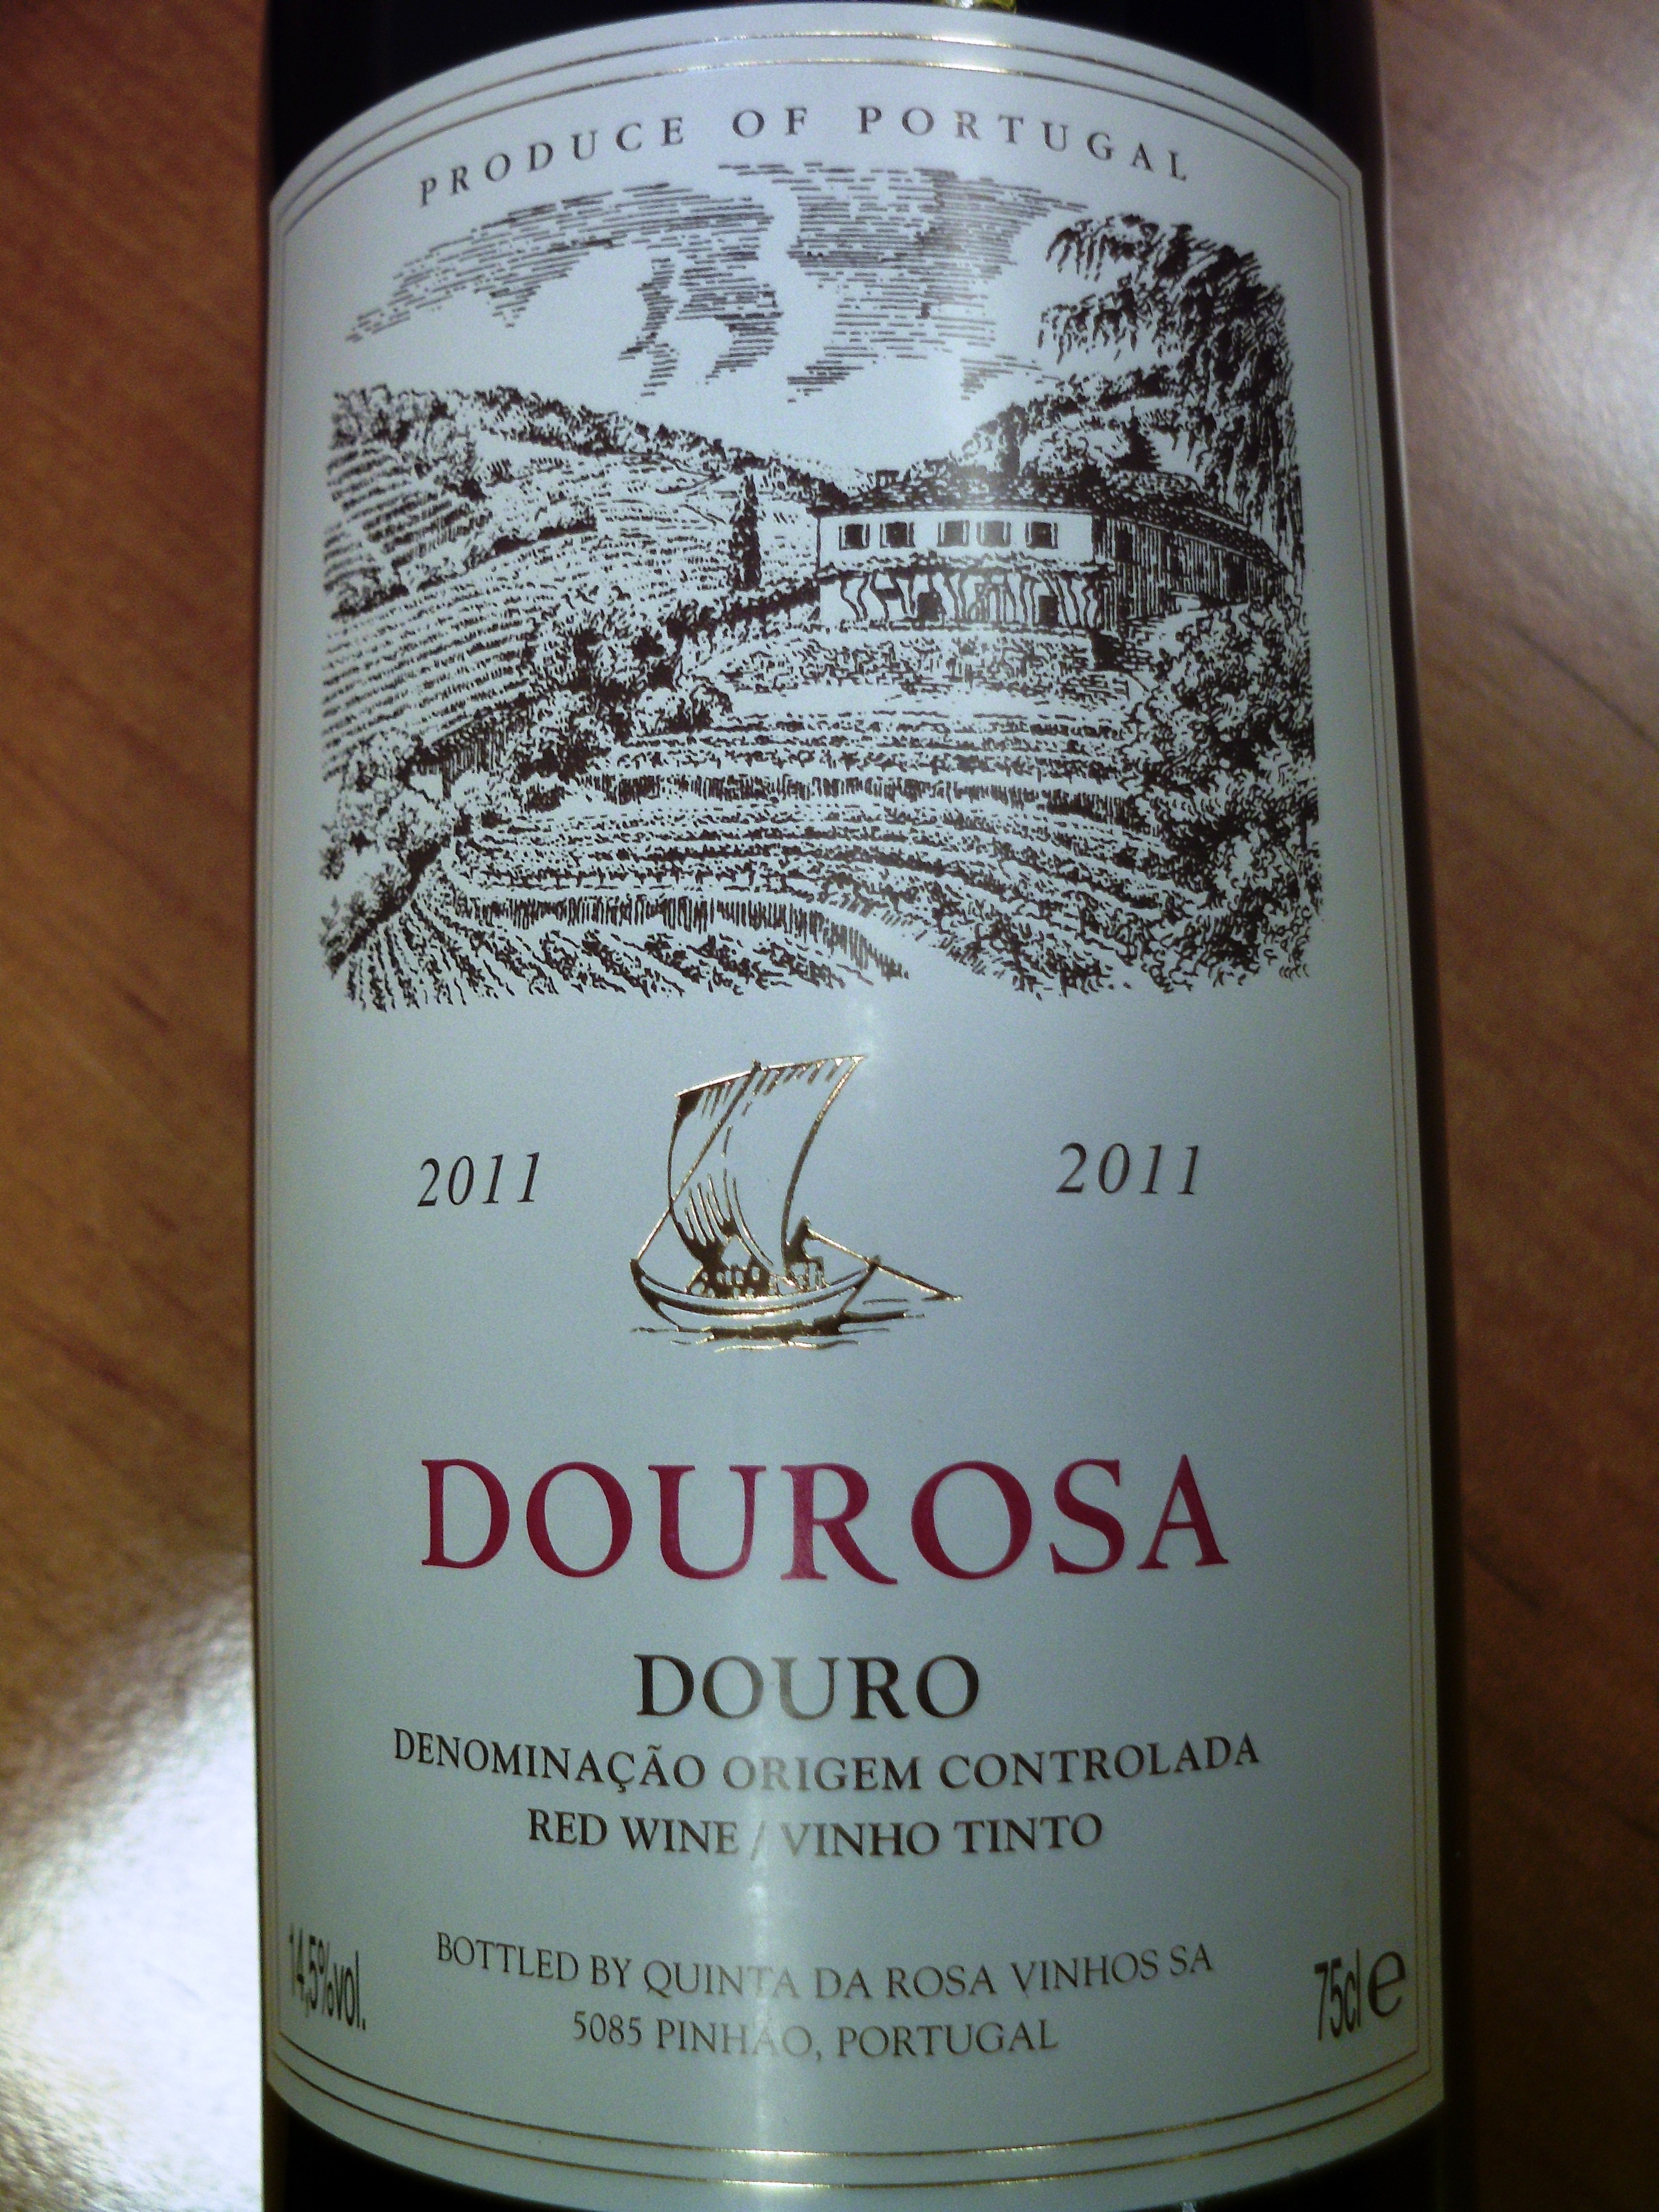 PRODUCE OF PORTUGAL
2011 2011
DOUROSA
DOURO
DENOMINAÇÃO ORIGEM CONTROLADA
RED WINE / VINHO TINTO
14,5%vol.
BOTTLED BY QUINTA DA ROSA VINHOS SA
5085 PINHÃO, PORTUGAL
75cl e